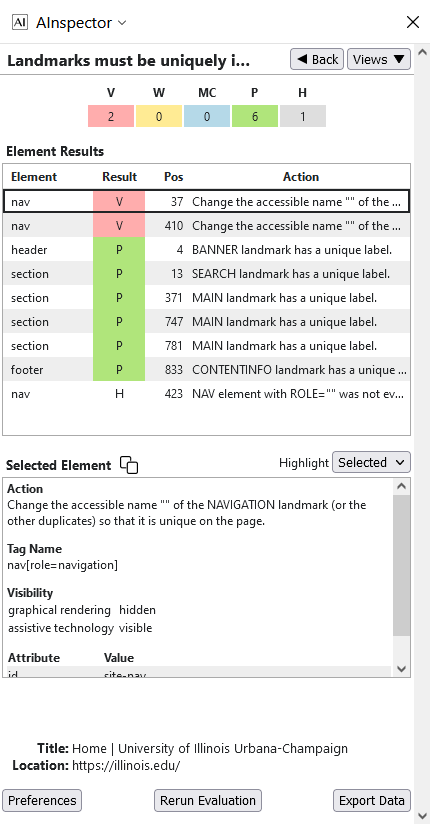 AI AInspector
Landmarks must be uniquely i... ◀ Back Views ▼
V W MC P H
2 0 0 6 1
Element Results
Element Result Pos Action
nav V 37 Change the accessible name "" of the ...
nav V 410 Change the accessible name "" of the ...
header P 4 BANNER landmark has a unique label.
section P 13 SEARCH landmark has a unique label.
section P 371 MAIN landmark has a unique label.
section P 747 MAIN landmark has a unique label.
section P 781 MAIN landmark has a unique label.
footer P 833 CONTENTINFO landmark has a unique ...
nav H 423 NAV element with ROLE="" was not ev...
Selected Element Highlight Selected
Action
Change the accessible name "" of the NAVIGATION landmark (or the
other duplicates) so that it is unique on the page.
Tag Name
nav[role=navigation]
Visibility
graphical rendering hidden
assistive technology visible
Attribute Value
id site-nav
Title: Home | University of Illinois Urbana-Champaign
Location: https://illinois.edu/
Preferences Rerun Evaluation Export Data